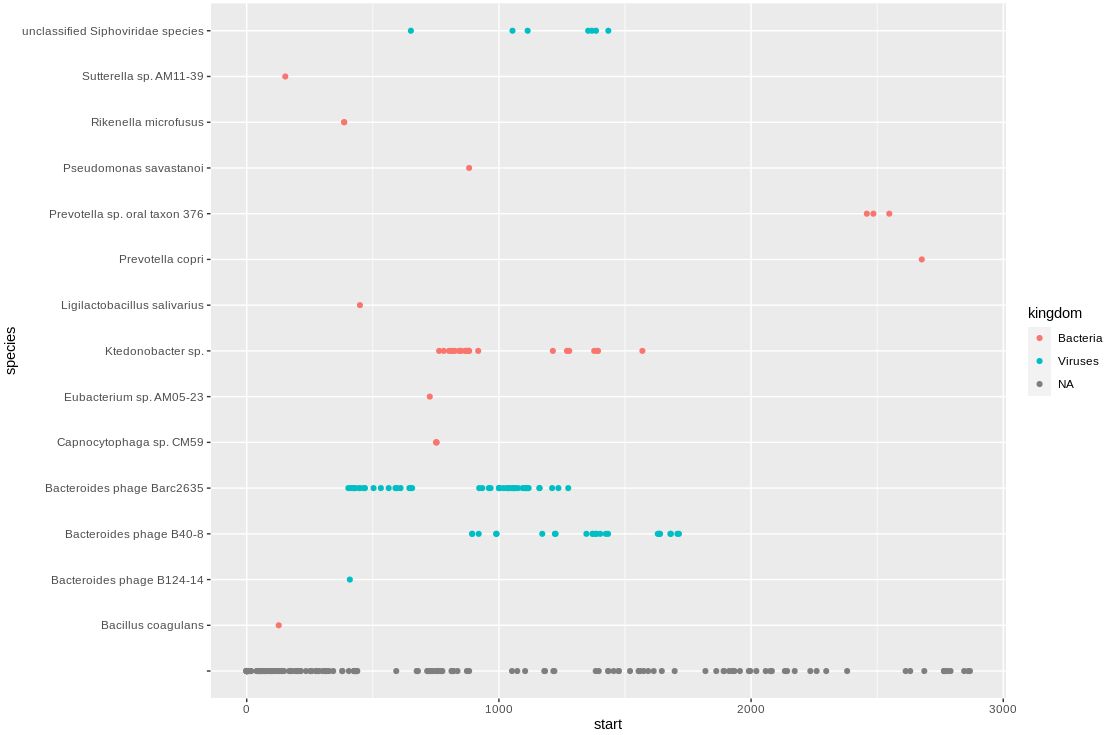 unclassified Siphoviridae species
Sutterella sp. AM11-39
Rikenella microfusus
Pseudomonas savastanoi
Prevotella sp. oral taxon 376
Prevotella copri
Ligilactobacillus salivarius
Ktedonobacter sp.
Eubacterium sp. AM05-23
Capnocytophaga sp. CM59
Bacteroides phage Barc2635
Bacteroides phage B40-8
Bacteroides phage B124-14
Bacillus coagulans
species
0 1000 2000 3000
start
kingdom
Bacteria
Viruses
NA